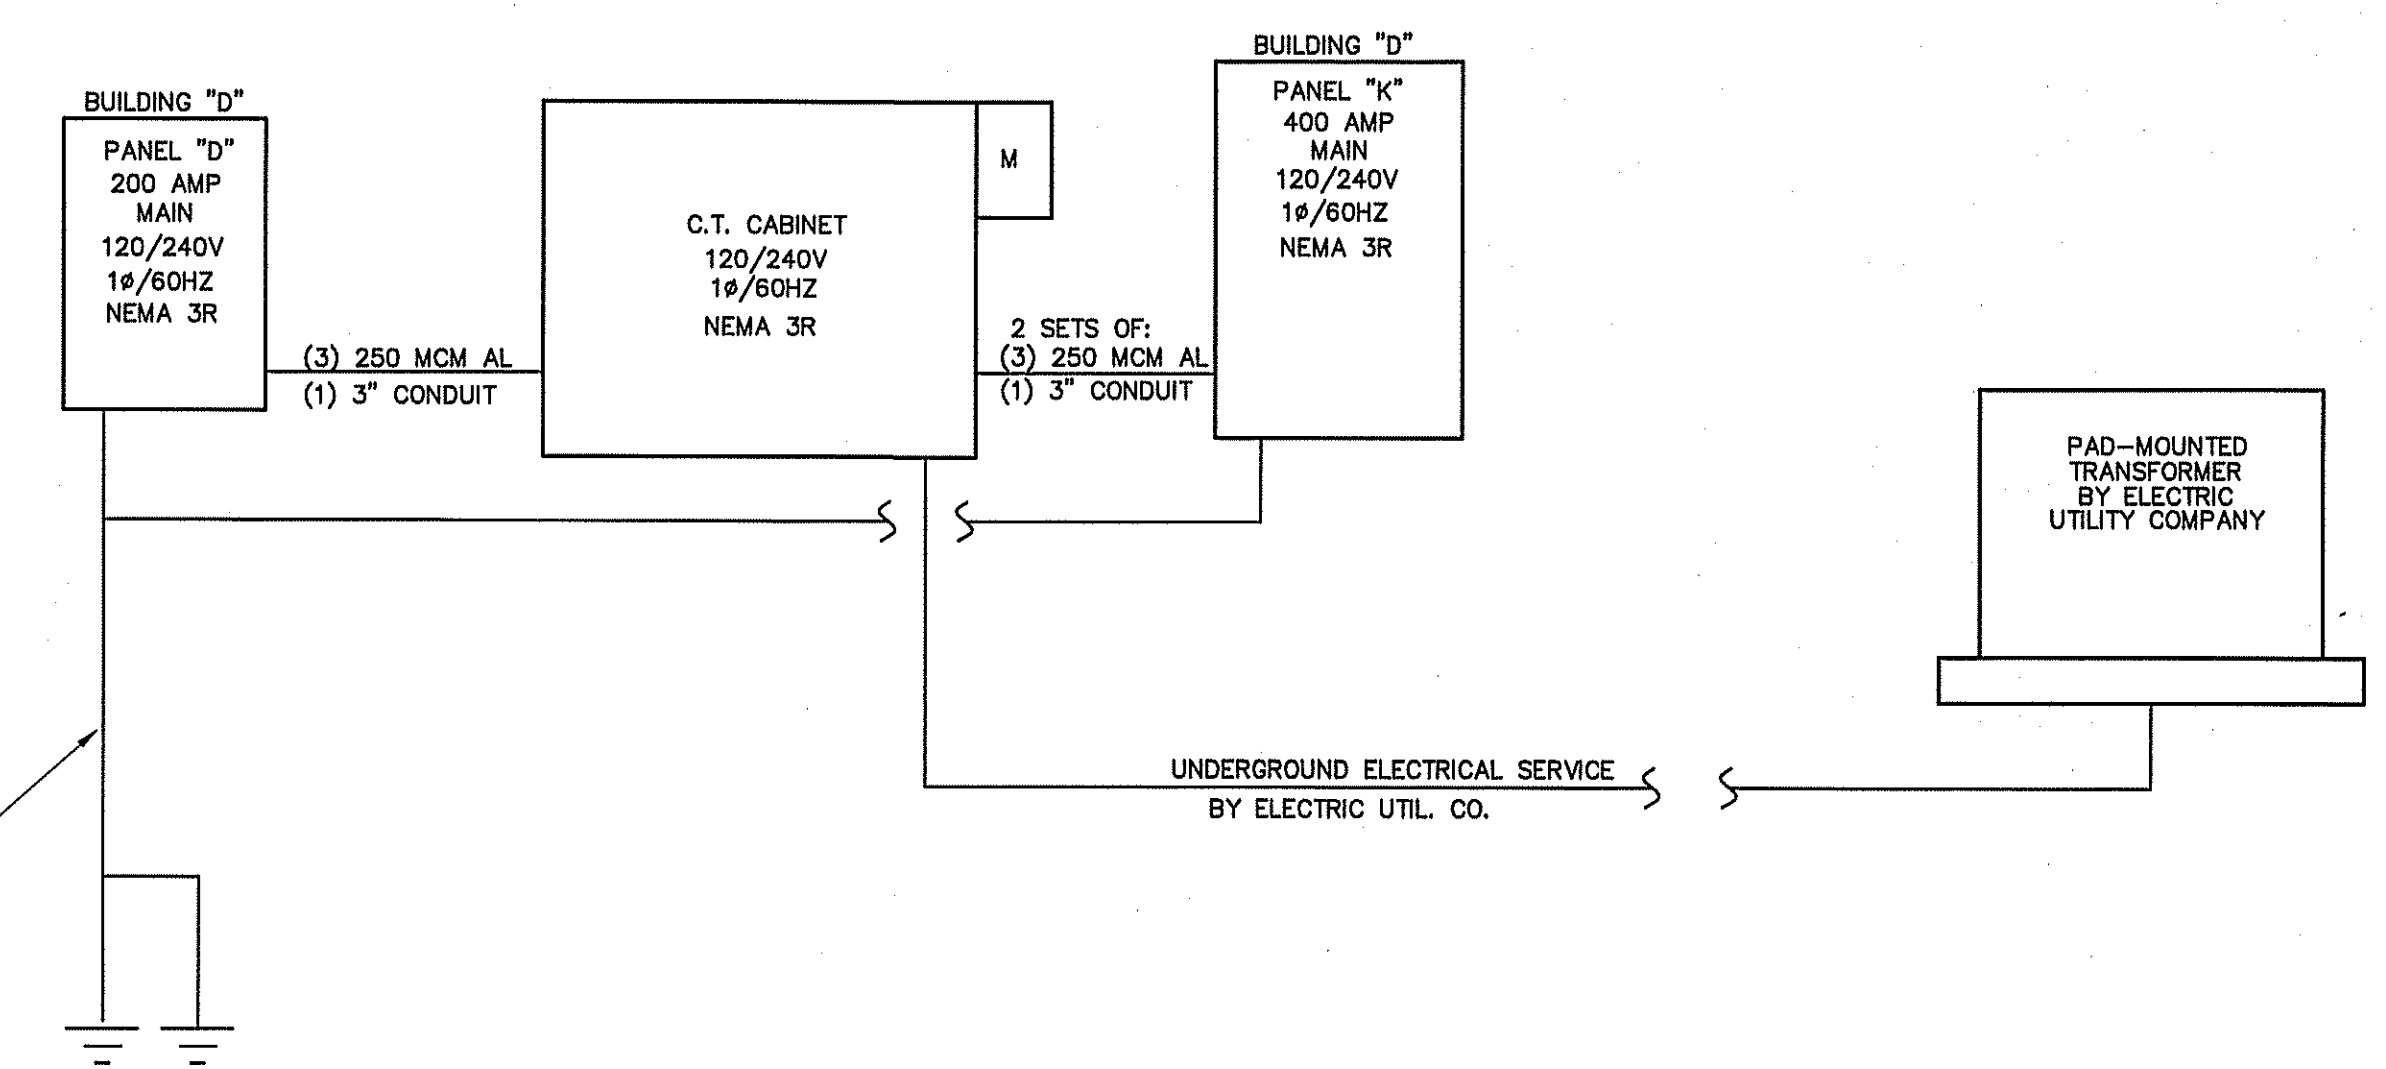 BUILDING "D"
PANEL "D"
200 AMP
MAIN
120/240V
1ø/60HZ
NEMA 3R
(3) 250 MCM AL
(1) 3" CONDUIT
C.T. CABINET
120/240V
1ø/60HZ
NEMA 3R
M
2 SETS OF:
(3) 250 MCM AL
(1) 3" CONDUIT
BUILDING "D"
PANEL "K"
400 AMP
MAIN
120/240V
1ø/60HZ
NEMA 3R
PAD-MOUNTED
TRANSFORMER
BY ELECTRIC
UTILITY COMPANY
UNDERGROUND ELECTRICAL SERVICE
BY ELECTRIC UTIL. CO.